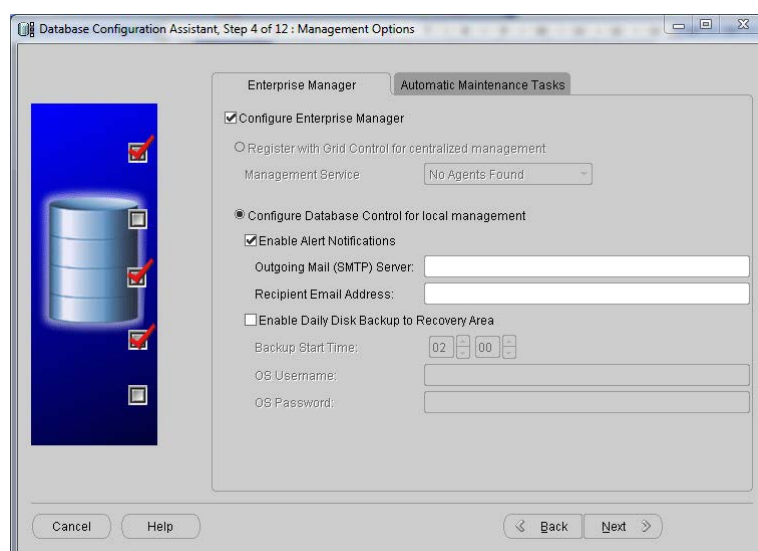 Database Configuration Assistant, Step 4 of 12 : Management Options
Enterprise Manager
Automatic Maintenance Tasks
Configure Enterprise Manager
Register with Grid Control for centralized management
Management Service
No Agents Found
Configure Database Control for local management
Enable Alert Notifications
Outgoing Mail (SMTP) Server:
Recipient Email Address:
Enable Daily Disk Backup to Recovery Area
Backup Start Time:
02 00
OS Username:
OS Password:
Cancel
Help
Back
Next